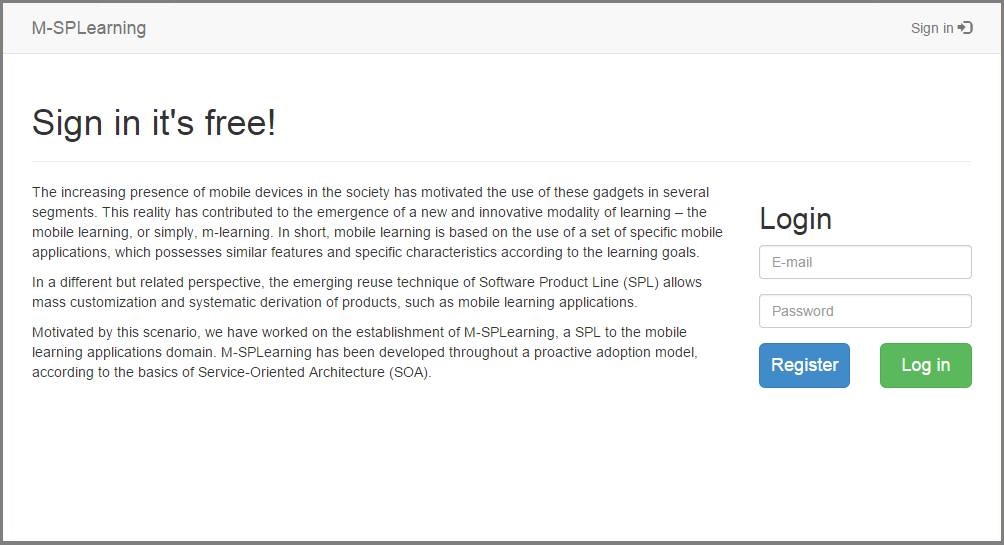 M-SPLearning
Sign in
Sign in it's free!
The increasing presence of mobile devices in the society has motivated the use of these gadgets in several
segments. This reality has contributed to the emergence of a new and innovative modality of learning – the
mobile learning, or simply, m-learning. In short, mobile learning is based on the use of a set of specific mobile
applications, which possesses similar features and specific characteristics according to the learning goals.
In a different but related perspective, the emerging reuse technique of Software Product Line (SPL) allows
mass customization and systematic derivation of products, such as mobile learning applications.
Motivated by this scenario, we have worked on the establishment of M-SPLearning, a SPL to the mobile
learning applications domain. M-SPLearning has been developed throughout a proactive adoption model,
according to the basics of Service-Oriented Architecture (SOA).
Login
E-mail
Password
Register
Log in